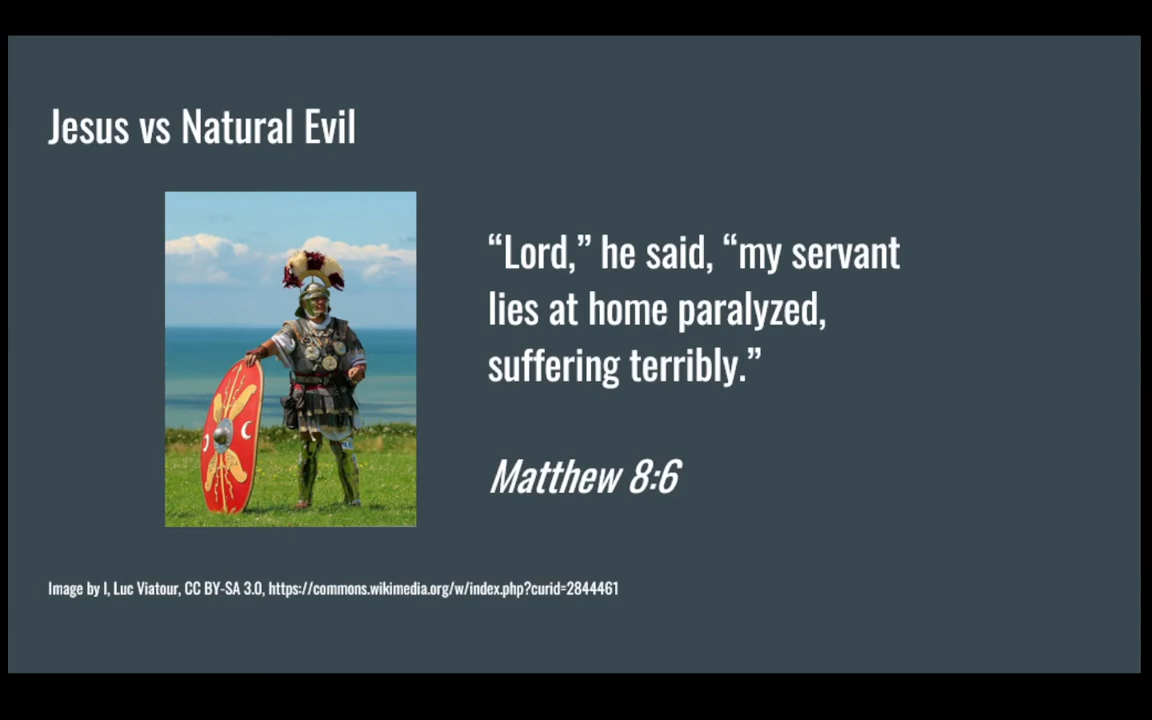 Jesus vs Natural Evil
“Lord,” he said, “my servant
lies at home paralyzed,
suffering terribly.”
Matthew 8:6
Image by I, Luc Viatour, CC BY-SA 3.0, https://commons.wikimedia.org/w/index.php?curid=2844461